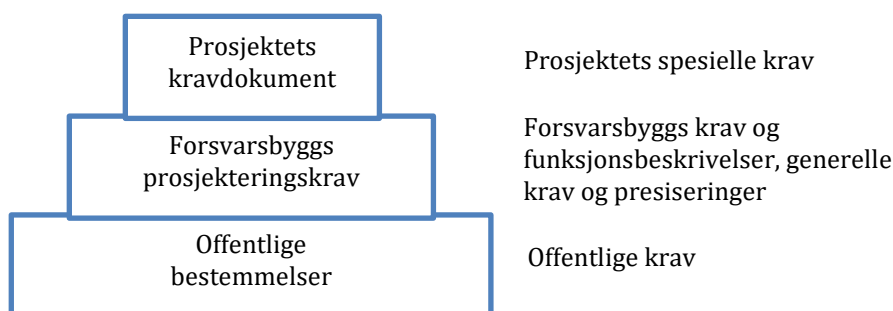 Prosjektets
kravdokument
Prosjektets spesielle krav
Forsvarsbyggs
prosjekteringskrav
Forsvarsbyggs krav og
funksjonsbeskrivelser, generelle
krav og presiseringer
Offentlige
bestemmelser
Offentlige krav